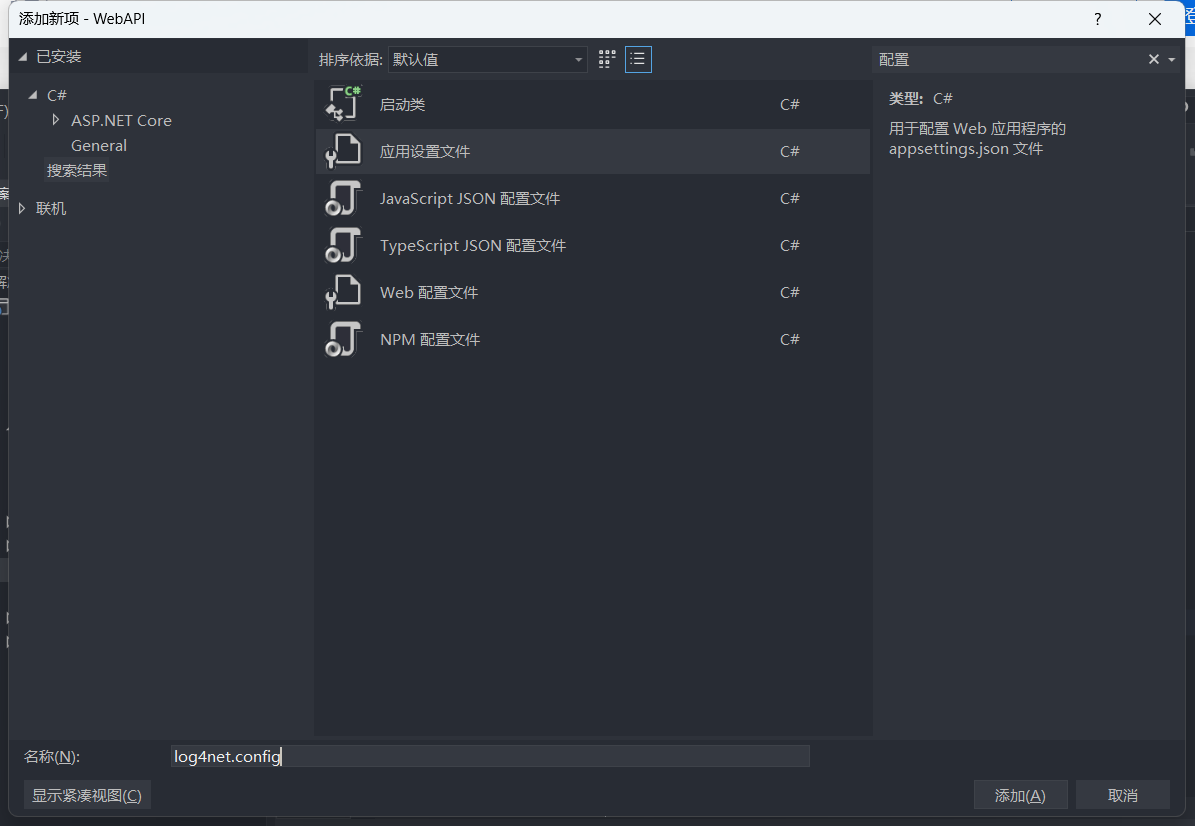 添加新项 - WebAPI
?
已安装
排序依据: 默认值
配置
C#
ASP.NET Core
General
搜索结果
联机
启动类 C#
应用设置文件 C#
JavaScript JSON 配置文件 C#
TypeScript JSON 配置文件 C#
Web 配置文件 C#
NPM 配置文件 C#
类型: C#
用于配置 Web 应用程序的
appsettings.json 文件
名称(N):
log4net.config
显示紧凑视图(C)
添加(A)
取消